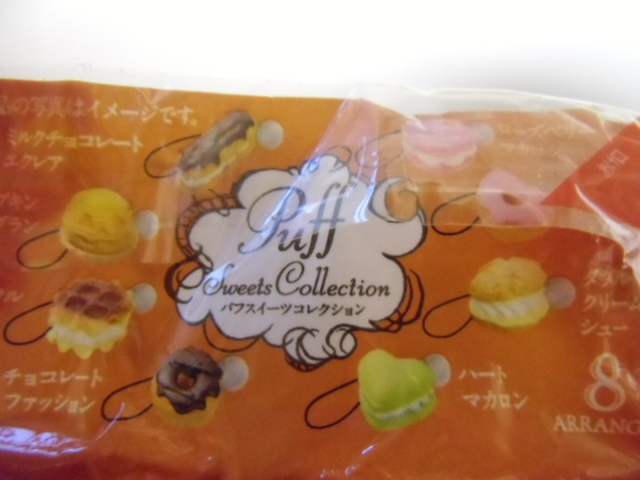 の写真はイメージです。
ミルクチョコレート
エクレア
Puff
Sweets Collection
パフスイーツコレクション
チョコレート
ファッション
ハート
マカロン
クリーム
シュー
8
ARRANG